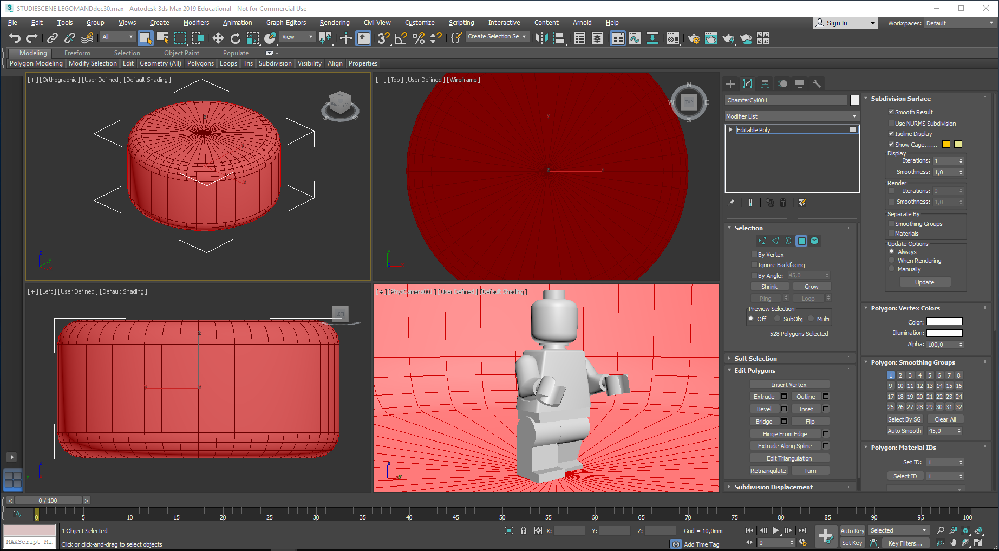 STUDIESCENE LEGOMANDdec30.max - Autodesk 3ds Max 2019 Educational - Not for Commercial Use
File Edit Tools Group Views Create Modifiers Animation Graph Editors Rendering Civil View Customize Scripting Interactive Content Arnold Help
Sign In
Workspaces: Default
All
View
Create Selection Se
Modeling Freeform Selection Object Paint Populate
Polygon Modeling Modify Selection Edit Geometry (All) Polygons Loops Tris Subdivision Visibility Align Properties
[+] [Orthographic] [User Defined] [Default Shading]
z
y
x
[+] [Top] [User Defined] [Wireframe]
N
W TOP E
S
y
z
x
[+] [Left] [User Defined] [Default Shading]
LEFT
z
y
x
[+] [PhysCamera001] [User Defined] [Default Shading]
ChamferCyl001
Modifier List
Editable Poly
Selection
By Vertex
Ignore Backfacing
By Angle: 45,0
Shrink Grow
Ring Loop
Preview Selection
Off SubObj Multi
528 Polygons Selected
Soft Selection
Edit Polygons
Insert Vertex
Extrude Outline
Bevel Inset
Bridge Flip
Hinge From Edge
Extrude Along Spline
Edit Triangulation
Retriangulate Turn
Subdivision Displacement
Subdivision Surface
Smooth Result
Use NURMS Subdivision
Isoline Display
Show Cage......
Display
Iterations: 1
Smoothness: 1,0
Render
Iterations: 0
Smoothness: 1,0
Separate By
Smoothing Groups
Materials
Update Options
Always
When Rendering
Manually
Update
Polygon: Vertex Colors
Color:
Illumination:
Alpha: 100,0
Polygon: Smoothing Groups
1 2 3 4 5 6 7 8
9 10 11 12 13 14 15 16
17 18 19 20 21 22 23 24
25 26 27 28 29 30 31 32
Select By SG Clear All
Auto Smooth 45,0
Polygon: Material IDs
Set ID: 1
Select ID 1
< 0 / 100 >
0 5 10 15 20 25 30 35 40 45 50 55 60 65 70 75 80 85 90 95 100
1 Object Selected
X: Y: Z: Grid = 10,0mm
Auto Key Selected
MAXScript Mi
Click or click-and-drag to select objects
Add Time Tag
0
Set Key Key Filters...